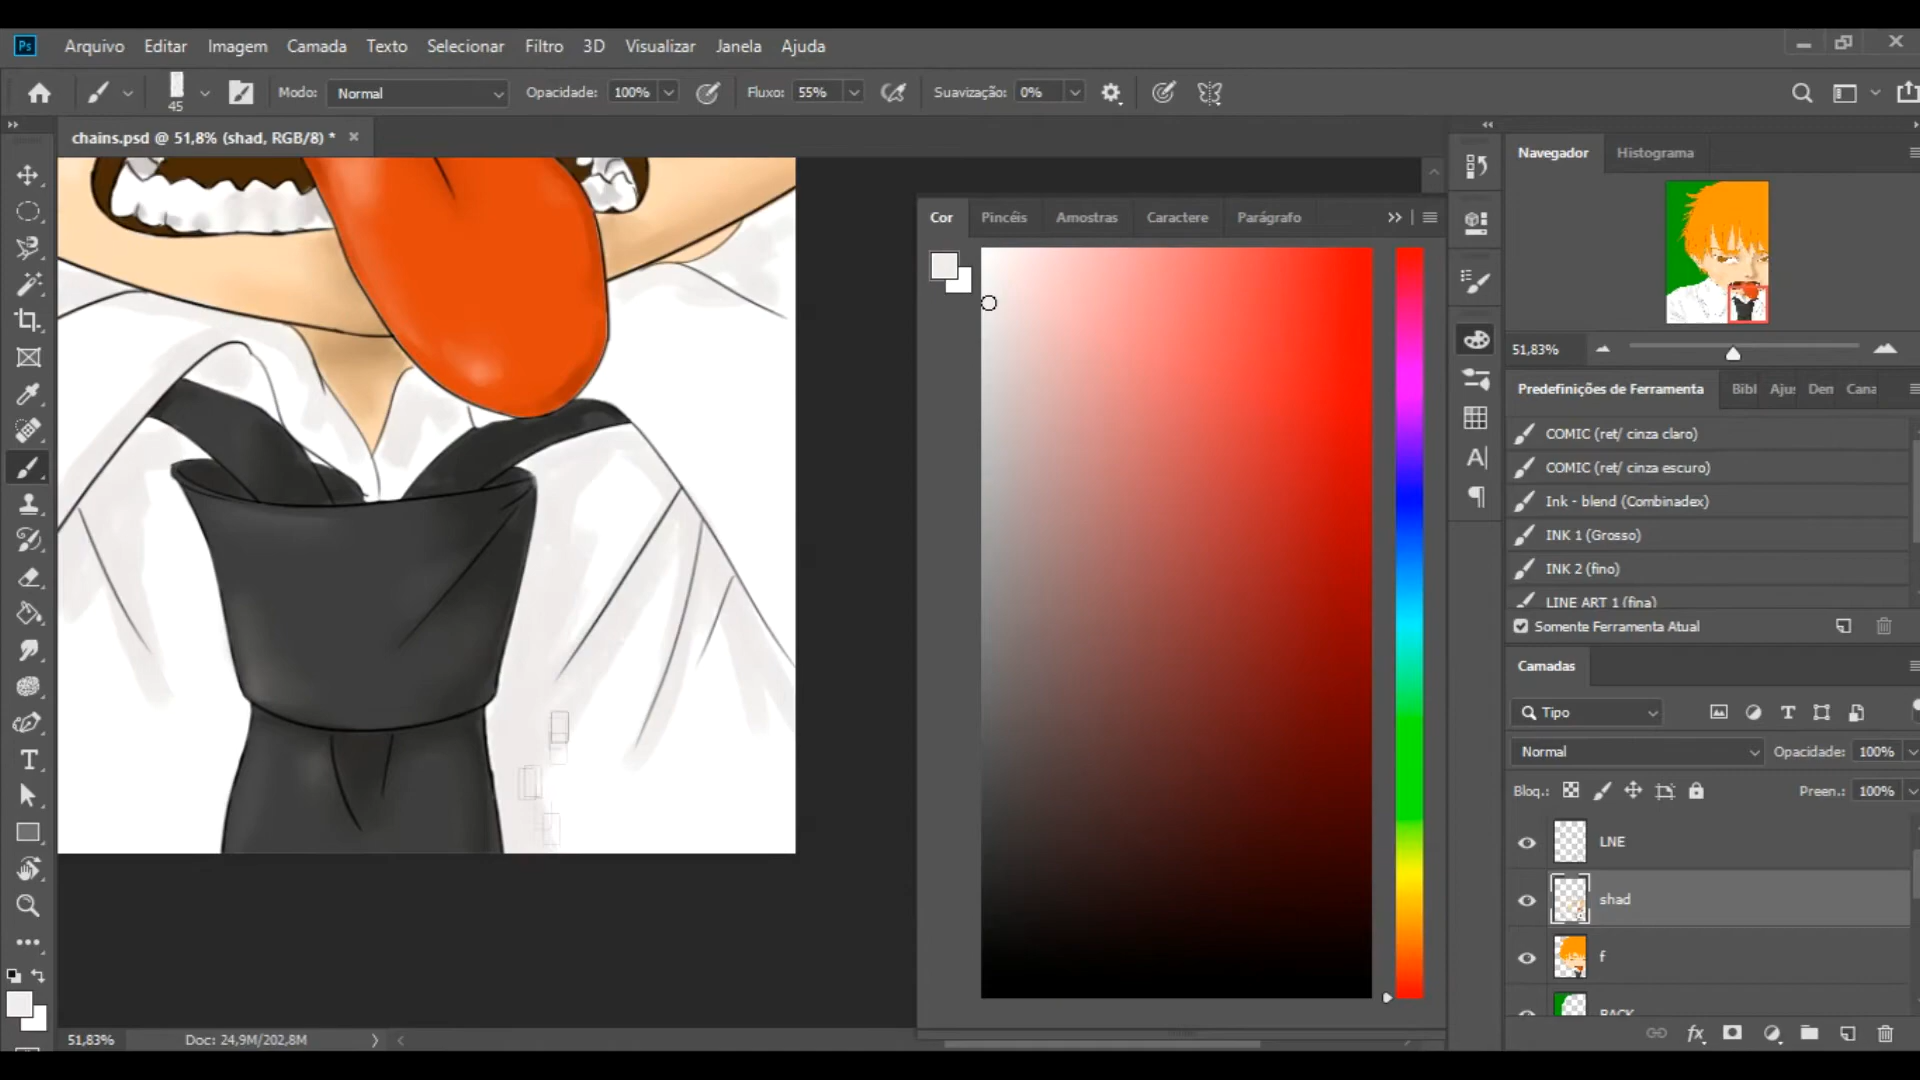 Ps Arquivo Editar Imagem Camada Texto Selecionar Filtro 3D Visualizar Janela Ajuda
45 Modo: Normal Opacidade: 100% Fluxo: 55% Suavização: 0%
chains.psd @ 51,8% (shad, RGB/8) *
Navegador Histograma
Cor Pincéis Amostras Caractere Parágrafo
51,83%
Predefinições de Ferramenta Bibl Aju Den Cana
COMIC (ret/ cinza claro)
COMIC (ret/ cinza escuro)
Ink - blend (Combinadex)
INK 1 (Grosso)
INK 2 (fino)
LINE ART 1 (fina)
Somente Ferramenta Atual
Camadas
Tipo
Normal Opacidade: 100%
Bloq.: Preen.: 100%
LNE
shad
f
BACK
51,83% Doc: 24,9M/202,8M